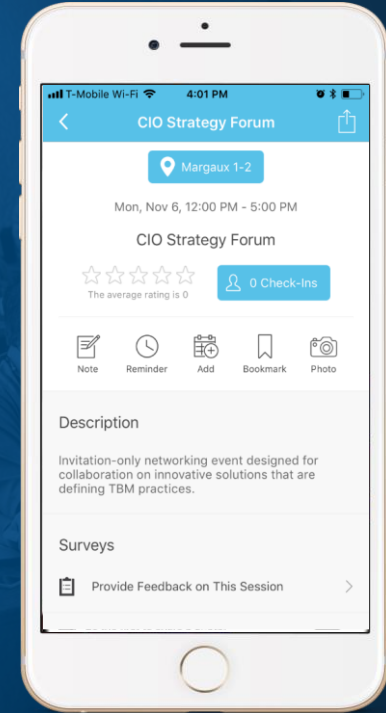 T-Mobile Wi-Fi 4:01 PM
CIO Strategy Forum
Margaux 1-2
Mon, Nov 6, 12:00 PM - 5:00 PM
CIO Strategy Forum
The average rating is 0
0 Check-Ins
Note Reminder Add Bookmark Photo
Description
Invitation-only networking event designed for
collaboration on innovative solutions that are
defining TBM practices.
Surveys
Provide Feedback on This Session